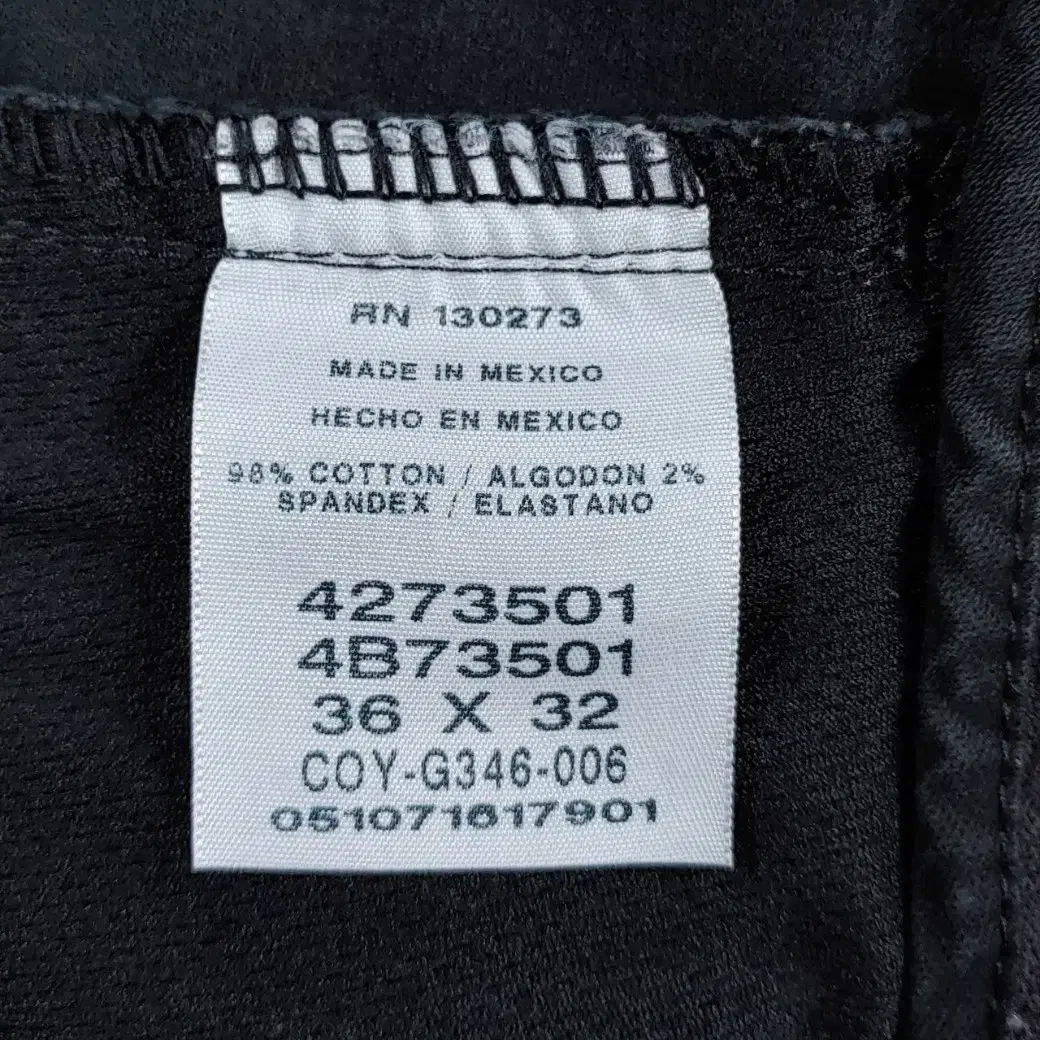 RN 130273
MADE IN MEXICO
HECHO EN MEXICO
98% COTTON / ALGODON 2%
SPANDEX / ELASTANO
4273501
4B73501
36 X 32
COY-G346-006
051071617901